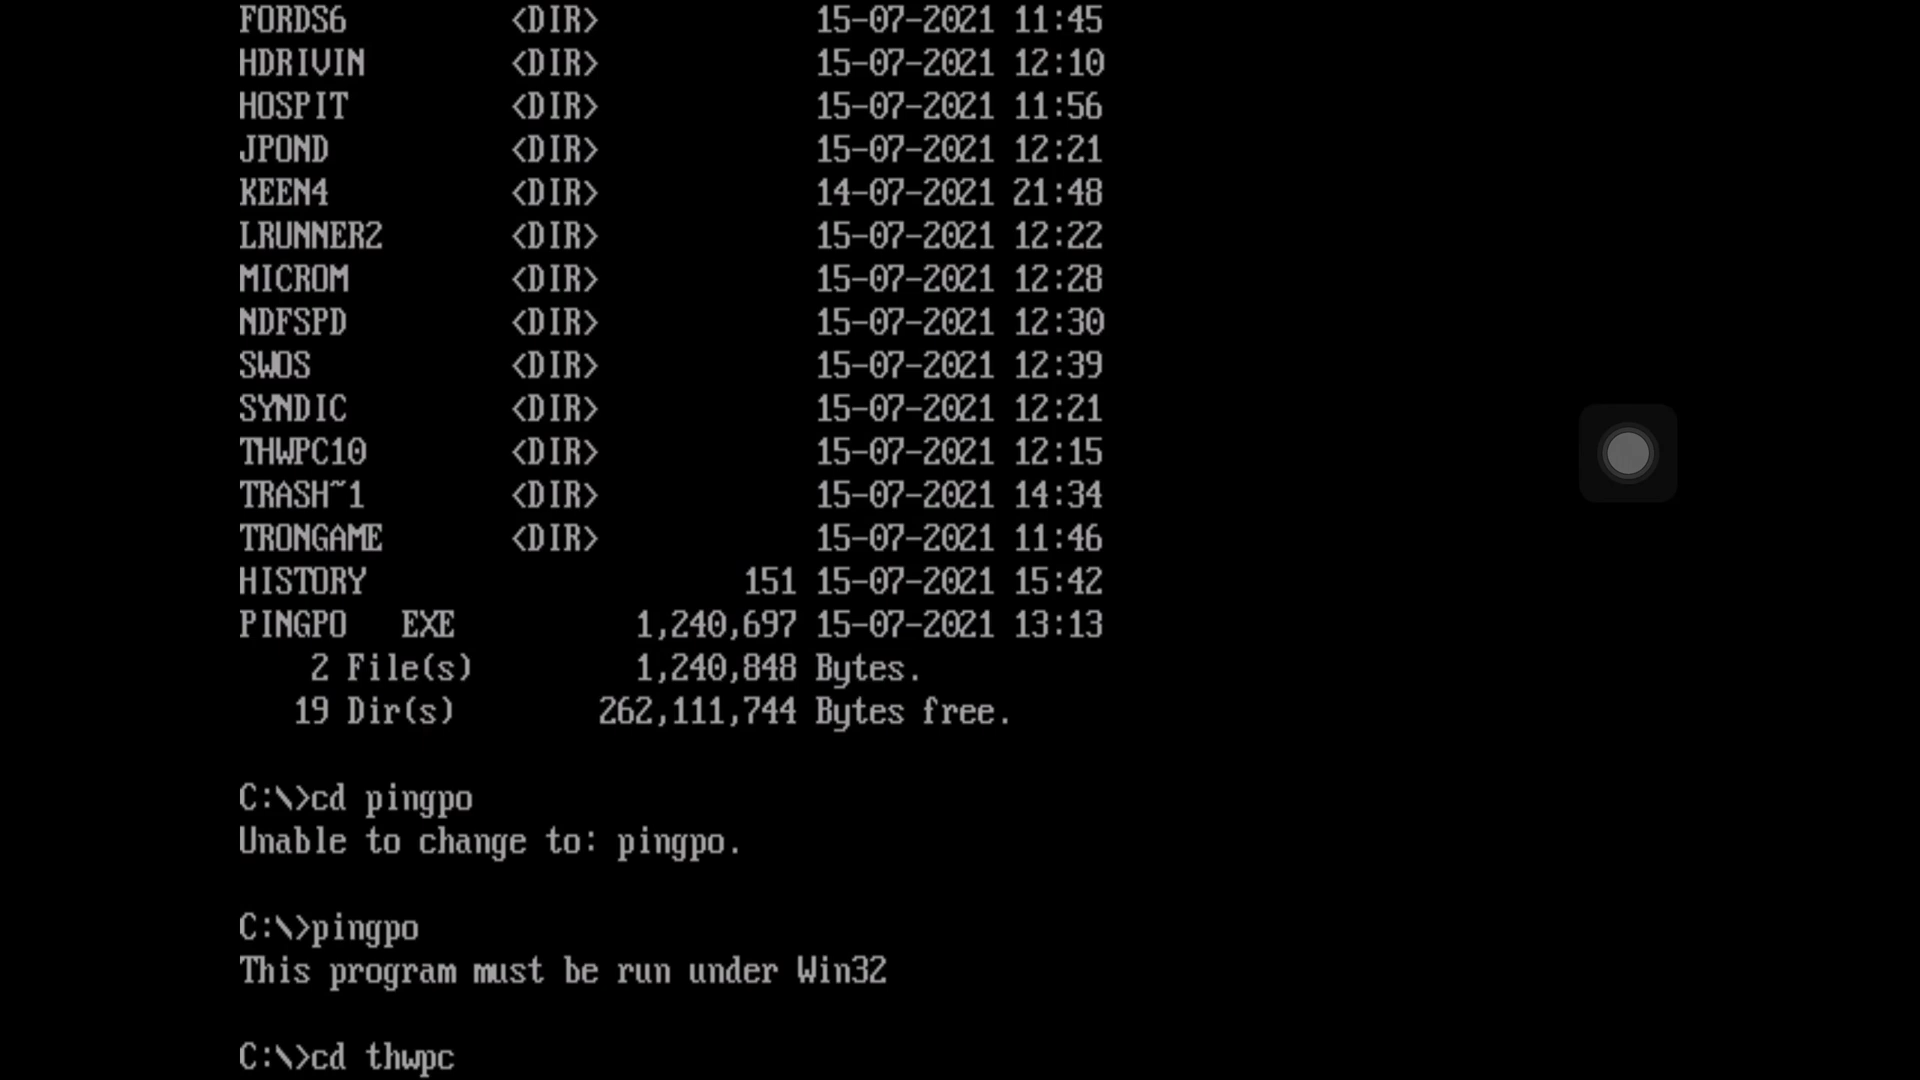 FORDS6 <DIR> 15-07-2021 11:45
HDRIVIN <DIR> 15-07-2021 12:10
HOSPIT <DIR> 15-07-2021 11:56
JPOND <DIR> 15-07-2021 12:21
KEEN4 <DIR> 14-07-2021 21:48
LRUNNER2 <DIR> 15-07-2021 12:22
MICROM <DIR> 15-07-2021 12:28
NDFSPD <DIR> 15-07-2021 12:30
SWOS <DIR> 15-07-2021 12:39
SYNDIC <DIR> 15-07-2021 12:21
THWPC10 <DIR> 15-07-2021 12:15
TRASH~1 <DIR> 15-07-2021 14:34
TRONGAME <DIR> 15-07-2021 11:46
HISTORY 151 15-07-2021 15:42
PINGPO EXE 1,240,697 15-07-2021 13:13
2 File(s) 1,240,848 Bytes.
19 Dir(s) 262,111,744 Bytes free.
C:\>cd pingpo
Unable to change to: pingpo.
C:\>pingpo
This program must be run under Win32
C:\>cd thwpc